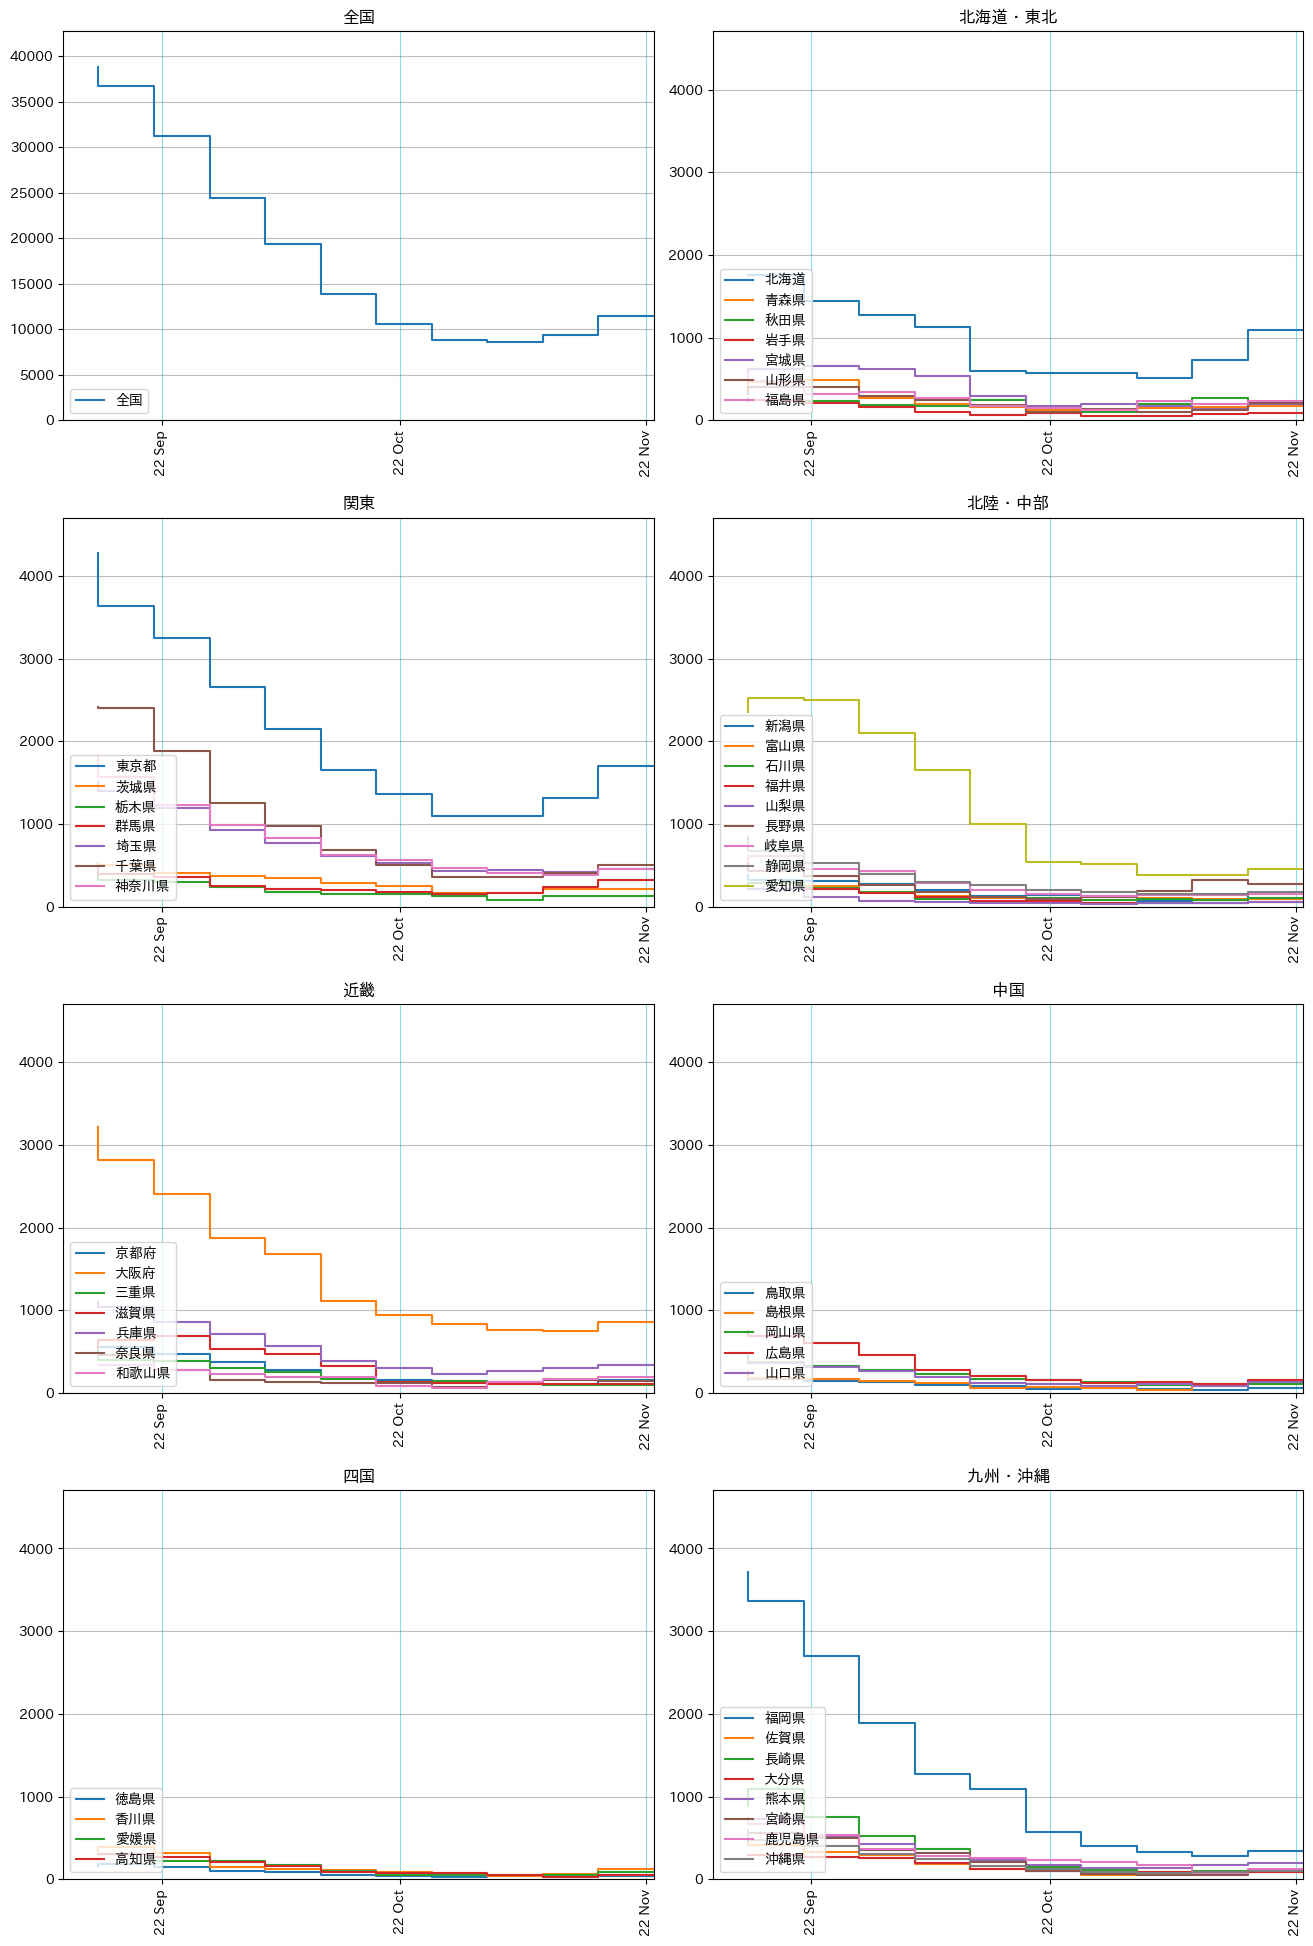 全国
40000
35000
30000
25000
20000
15000
10000
5000
0
全国
22 Sep
22 Oct
22 Nov
北海道・東北
4000
3000
2000
1000
0
北海道
青森県
秋田県
岩手県
宮城県
山形県
福島県
22 Sep
22 Oct
22 Nov
関東
4000
3000
2000
1000
0
東京都
茨城県
栃木県
群馬県
埼玉県
千葉県
神奈川県
22 Sep
22 Oct
22 Nov
北陸・中部
4000
3000
2000
1000
0
新潟県
富山県
石川県
福井県
山梨県
長野県
岐阜県
静岡県
愛知県
22 Sep
22 Oct
22 Nov
近畿
4000
3000
2000
1000
0
京都府
大阪府
三重県
滋賀県
兵庫県
奈良県
和歌山県
22 Sep
22 Oct
22 Nov
中国
4000
3000
2000
1000
0
鳥取県
島根県
岡山県
広島県
山口県
22 Sep
22 Oct
22 Nov
四国
4000
3000
2000
1000
0
徳島県
香川県
愛媛県
高知県
22 Sep
22 Oct
22 Nov
九州・沖縄
4000
3000
2000
1000
0
福岡県
佐賀県
長崎県
大分県
熊本県
宮崎県
鹿児島県
沖縄県
22 Sep
22 Oct
22 Nov